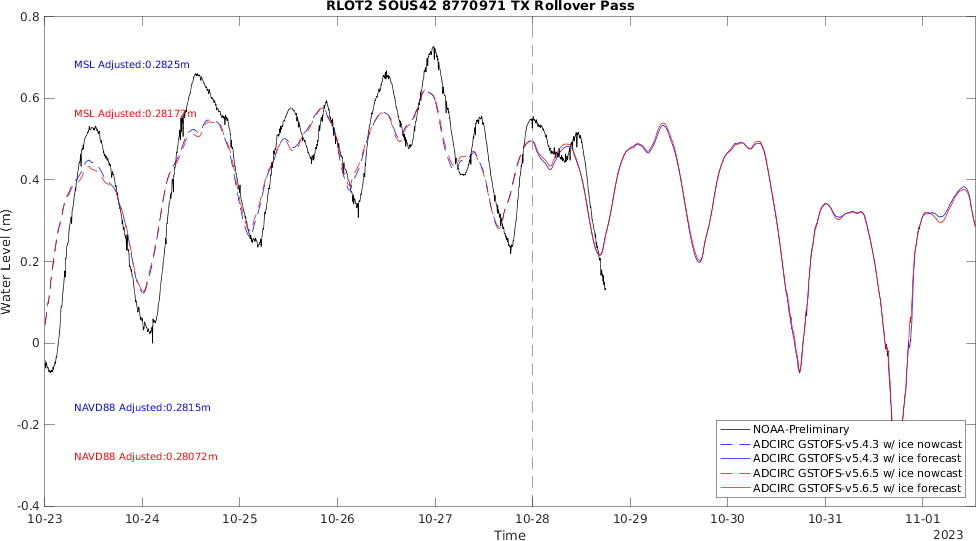 RLOT2 SOUS42 8770971 TX Rollover Pass
0.8
0.6
0.4
0.2
0
-0.2
-0.4
Water Level (m)
MSL Adjusted:0.2825m
MSL Adjusted:0.28172m
NAVD88 Adjusted:0.2815m
NAVD88 Adjusted:0.28072m
NOAA-Preliminary
ADCIRC GSTOFS-v5.4.3 w/ ice nowcast
ADCIRC GSTOFS-v5.4.3 w/ ice forecast
ADCIRC GSTOFS-v5.6.5 w/ ice nowcast
ADCIRC GSTOFS-v5.6.5 w/ ice forecast
10-23 10-24 10-25 10-26 10-27 10-28 10-29 10-30 10-31 11-01
Time
2023